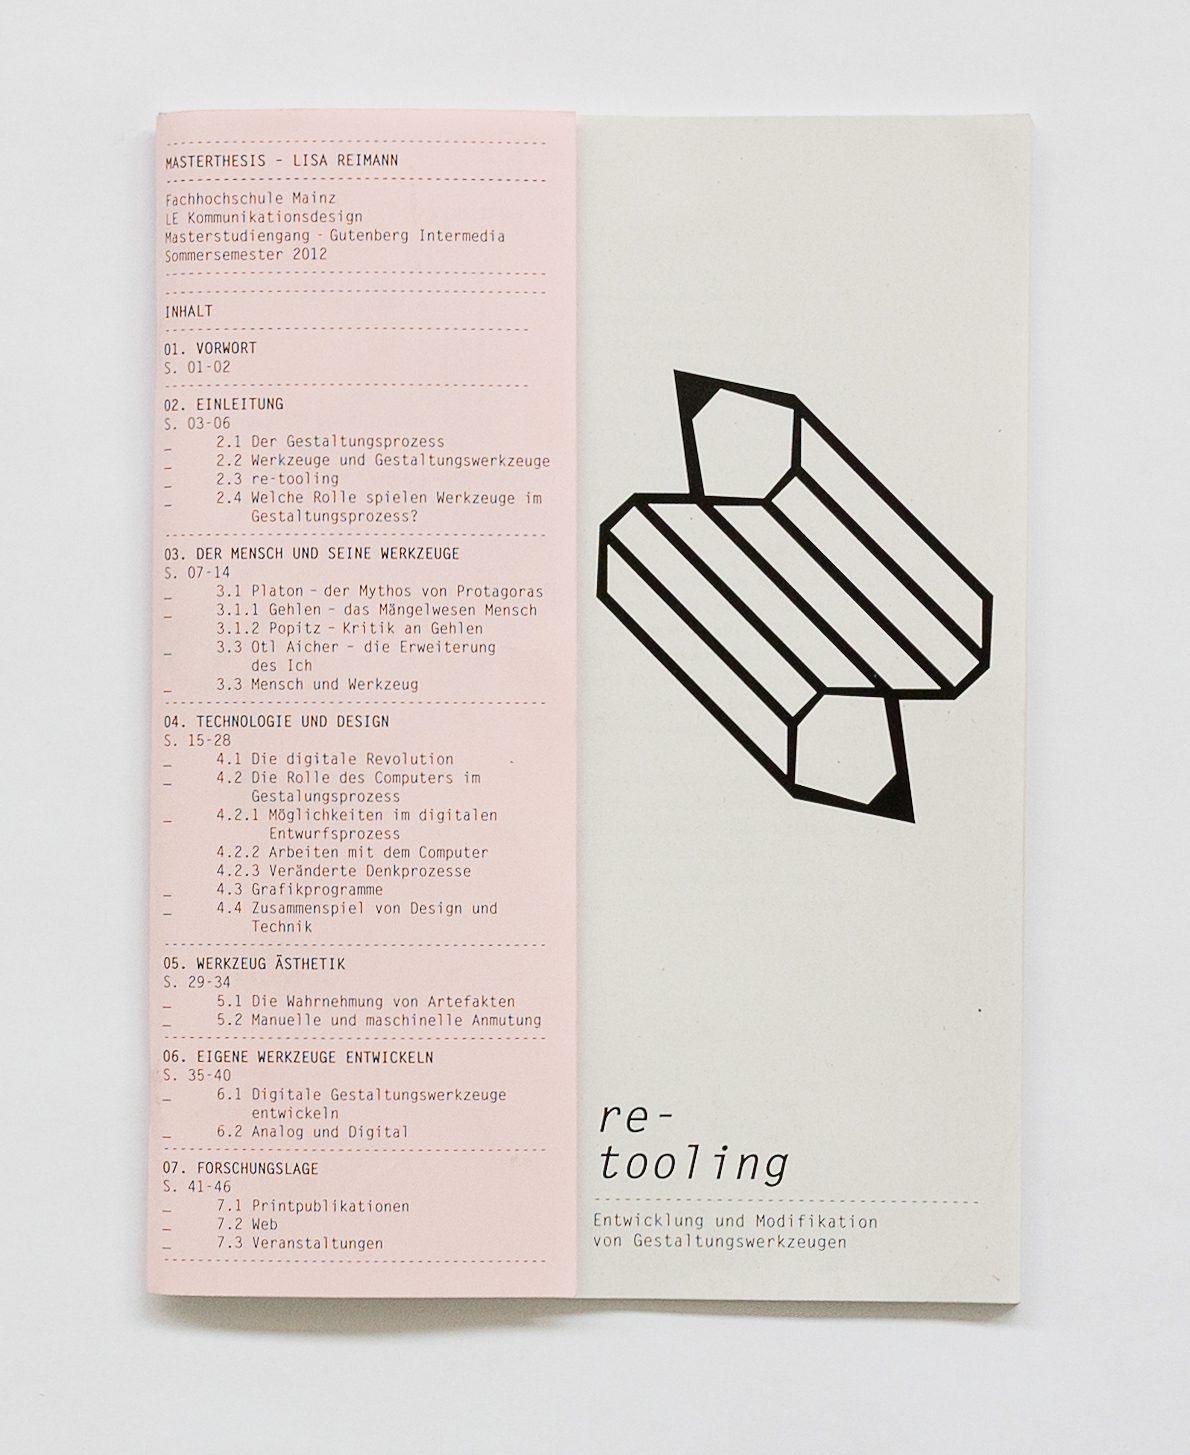 MASTERTHESIS - LISA REIMANN
Fachhochschule Mainz
LE Kommunikationsdesign
Masterstudiengang - Gutenberg Intermedia
Sommersemester 2012
INHALT
01. VORWORT
S. 01-02
02. EINLEITUNG
S. 03-06
_ 2.1 Der Gestaltungsprozess
_ 2.2 Werkzeuge und Gestaltungswerkzeuge
_ 2.3 re-tooling
_ 2.4 Welche Rolle spielen Werkzeuge im
Gestaltungsprozess?
03. DER MENSCH UND SEINE WERKZEUGE
S. 07-14
_ 3.1 Platon - der Mythos von Protagoras
_ 3.1.1 Gehlen - das Mängelwesen Mensch
3.1.2 Popitz - Kritik an Gehlen
_ 3.3 Otl Aicher - die Erweiterung
des Ich
_ 3.3 Mensch und Werkzeug
04. TECHNOLOGIE UND DESIGN
S. 15-28
_ 4.1 Die digitale Revolution
_ 4.2 Die Rolle des Computers im
Gestalungsprozess
_ 4.2.1 Möglichkeiten im digitalen
Entwurfsprozess
4.2.2 Arbeiten mit dem Computer
4.2.3 Veränderte Denkprozesse
_ 4.3 Grafikprogramme
_ 4.4 Zusammenspiel von Design und
Technik
05. WERKZEUG ÄSTHETIK
S. 29-34
_ 5.1 Die Wahrnehmung von Artefakten
_ 5.2 Manuelle und maschinelle Anmutung
06. EIGENE WERKZEUGE ENTWICKELN
S. 35-40
_ 6.1 Digitale Gestaltungswerkzeuge
entwickeln
_ 6.2 Analog und Digital
07. FORSCHUNGSLAGE
S. 41-46
_ 7.1 Printpublikationen
_ 7.2 Web
_ 7.3 Veranstaltungen
re-
tooling
Entwicklung und Modifikation
von Gestaltungswerkzeugen